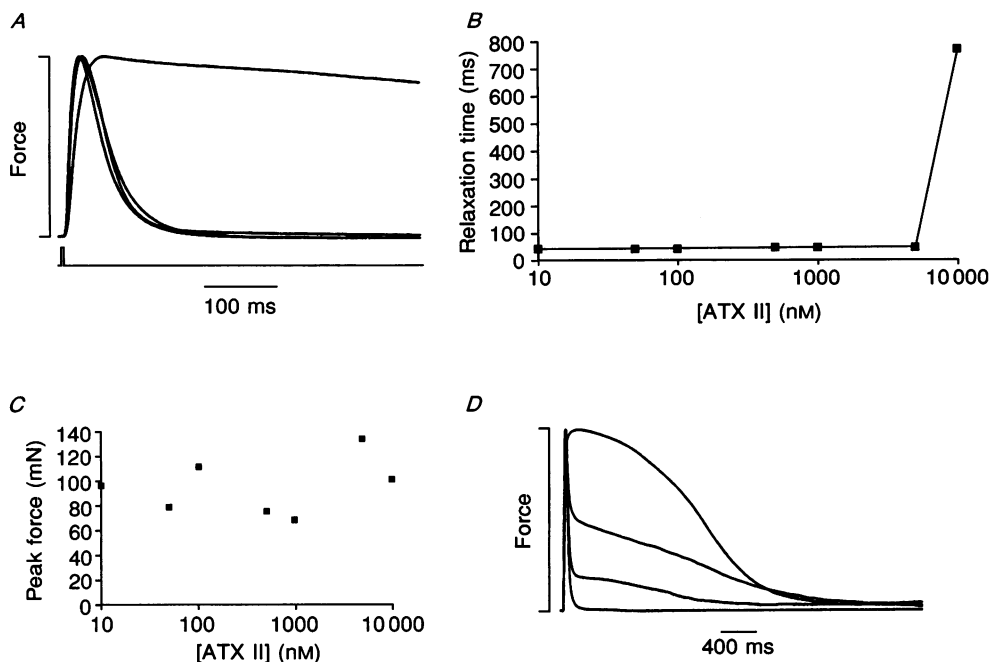 A
Force
100 ms
B
Relaxation time (ms)
800
700
600
500
400
300
200
100
0
10
100
1000
10 000
[ATX II] (nM)
C
Peak force (mN)
140
120
100
80
60
40
20
0
10
100
1000
10 000
[ATX II] (nM)
D
Force
400 ms